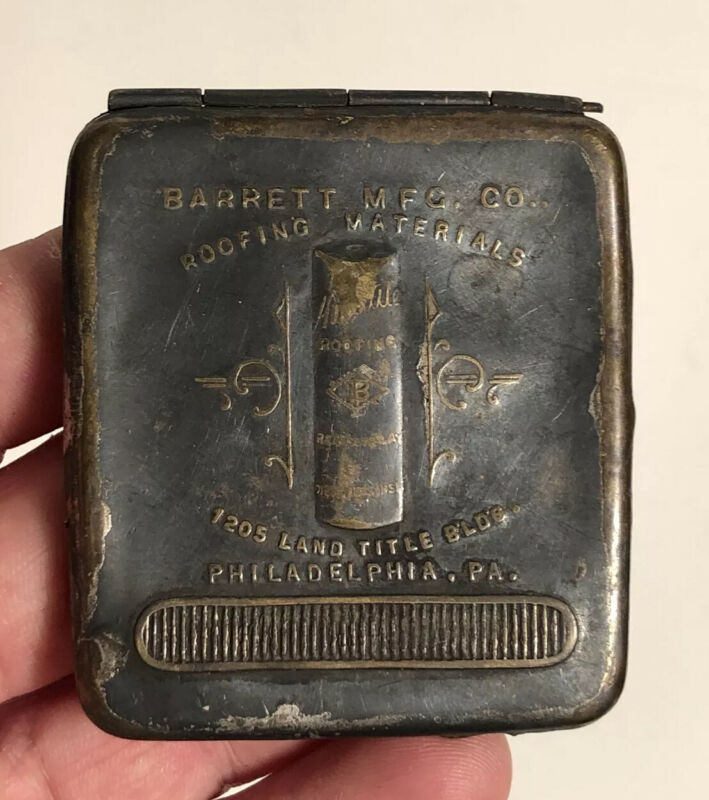 BARRETT MFG. CO..
ROOFING MATERIALS
ROOFING
B
1205 LAND TITLE BLDG.
PHILADELPHIA. PA.